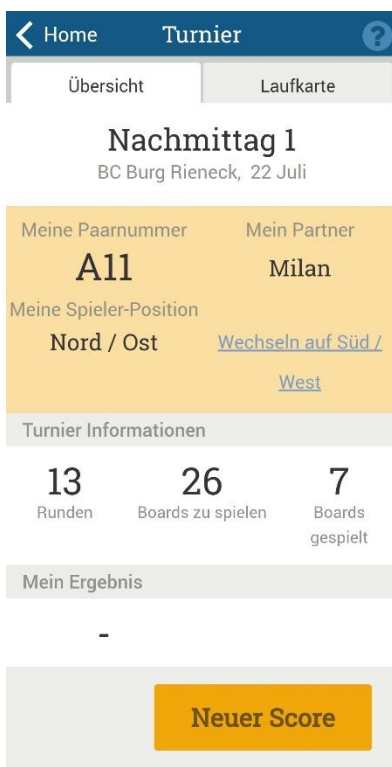 Home Turnier ?
Übersicht Laufkarte
Nachmittag 1
BC Burg Rieneck, 22 Juli
Meine Paarnummer Mein Partner
A11 Milan
Meine Spieler-Position
Nord / Ost Wechseln auf Süd /
West
Turnier Informationen
13 26 7
Runden Boards zu spielen Boards
gespielt
Mein Ergebnis
-
Neuer Score